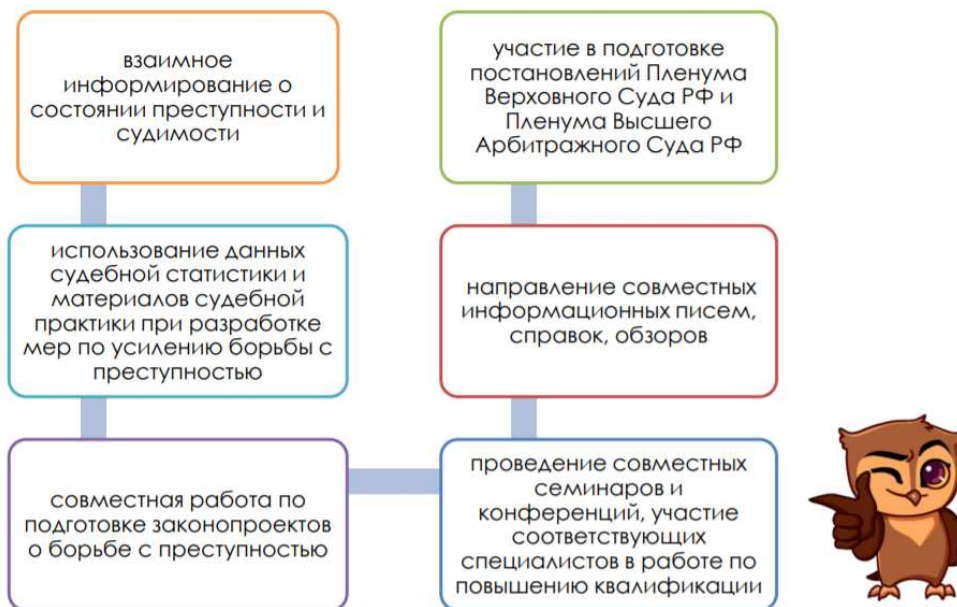 взаимное
информирование о
состоянии преступности и
судимости
использование данных
судебной статистики и
материалов судебной
практики при разработке
мер по усилению борьбы с
преступностью
совместная работа по
подготовке законопроектов
о борьбе с преступностью
проведение совместных
семинаров и
конференций, участие
соответствующих
специалистов в работе по
повышению квалификации
направление совместных
информационных писем,
справок, обзоров
участие в подготовке
постановлений Пленума
Верховного Суда РФ и
Пленума Высшего
Арбитражного Суда РФ